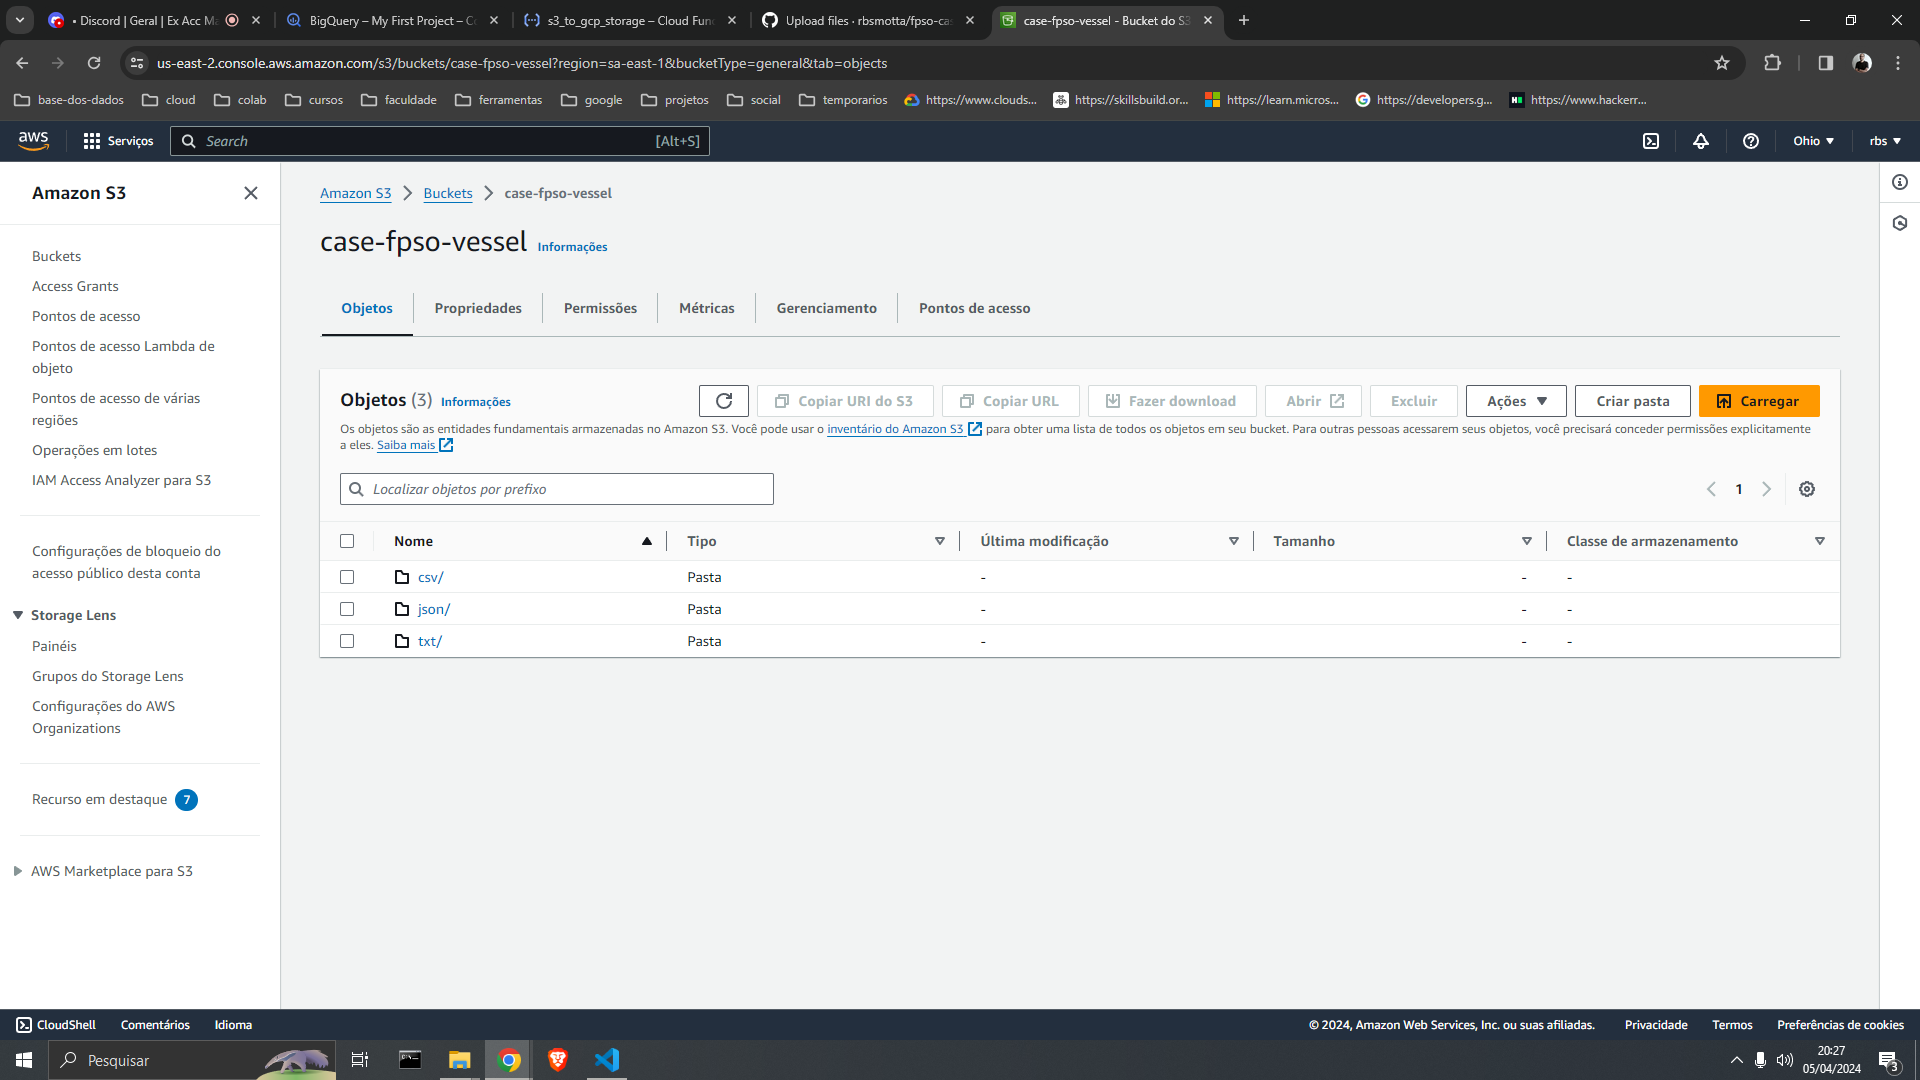 • Discord | Geral | Ex Acc Ma
BigQuery – My First Project – Co
s3_to_gcp_storage – Cloud Func
Upload files · rbsmotta/fpso-cas
case-fpso-vessel - Bucket do S3
us-east-2.console.aws.amazon.com/s3/buckets/case-fpso-vessel?region=sa-east-1&bucketType=general&tab=objects
base-dos-dados
cloud
colab
cursos
faculdade
ferramentas
google
projetos
social
temporarios
https://www.clouds...
https://skillsbuild.or...
https://learn.micros...
https://developers.g...
https://www.hackerr...
aws
Serviços
Search
[Alt+S]
Ohio
rbs
Amazon S3
Buckets
Access Grants
Pontos de acesso
Pontos de acesso Lambda de
objeto
Pontos de acesso de várias
regiões
Operações em lotes
IAM Access Analyzer para S3
Configurações de bloqueio do
acesso público desta conta
Storage Lens
Painéis
Grupos do Storage Lens
Configurações do AWS
Organizations
Recurso em destaque 7
AWS Marketplace para S3
Amazon S3 > Buckets > case-fpso-vessel
case-fpso-vessel Informações
Objetos
Propriedades
Permissões
Métricas
Gerenciamento
Pontos de acesso
Objetos (3) Informações
Copiar URI do S3
Copiar URL
Fazer download
Abrir
Excluir
Ações
Criar pasta
Carregar
Os objetos são as entidades fundamentais armazenadas no Amazon S3. Você pode usar o inventário do Amazon S3 para obter uma lista de todos os objetos em seu bucket. Para outras pessoas acessarem seus objetos, você precisará conceder permissões explicitamente
a eles. Saiba mais
Localizar objetos por prefixo
1
Nome Tipo Última modificação Tamanho Classe de armazenamento
csv/ Pasta - - -
json/ Pasta - - -
txt/ Pasta - - -
CloudShell
Comentários
Idioma
© 2024, Amazon Web Services, Inc. ou suas afiliadas.
Privacidade
Termos
Preferências de cookies
Pesquisar
20:27
05/04/2024
3